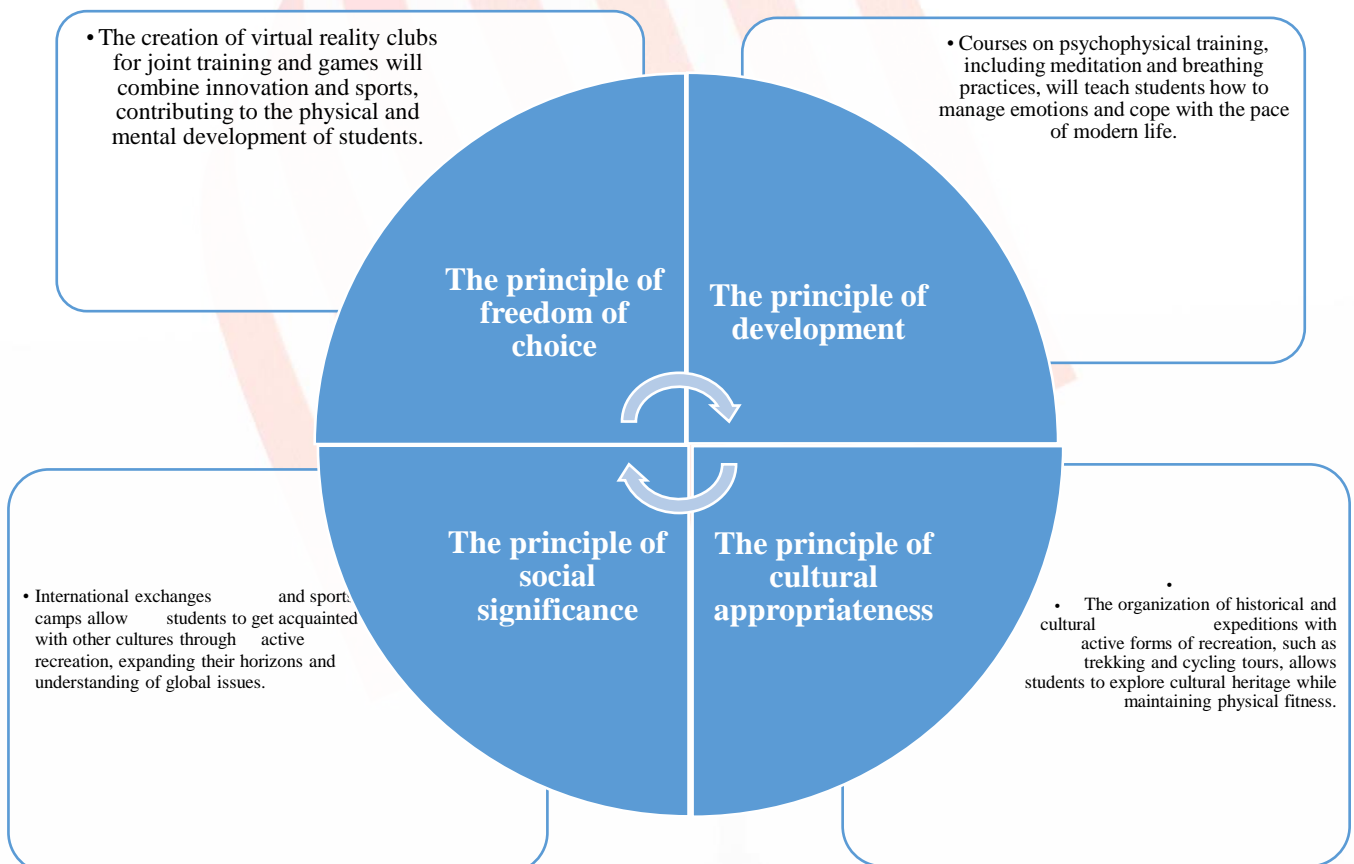 • The creation of virtual reality clubs
for joint training and games will
combine innovation and sports,
contributing to the physical and
mental development of students.
• Courses on psychophysical training,
including meditation and breathing
practices, will teach students how to
manage emotions and cope with the pace
of modern life.
The principle of
freedom of
choice
The principle of
development
The principle of
social
significance
The principle of
cultural
appropriateness
• International exchanges and sports
camps allow students to get acquainted
with other cultures through active
recreation, expanding their horizons and
understanding of global issues.
•
• The organization of historical and
cultural expeditions with
active forms of recreation, such as
trekking and cycling tours, allows
students to explore cultural heritage while
maintaining physical fitness.